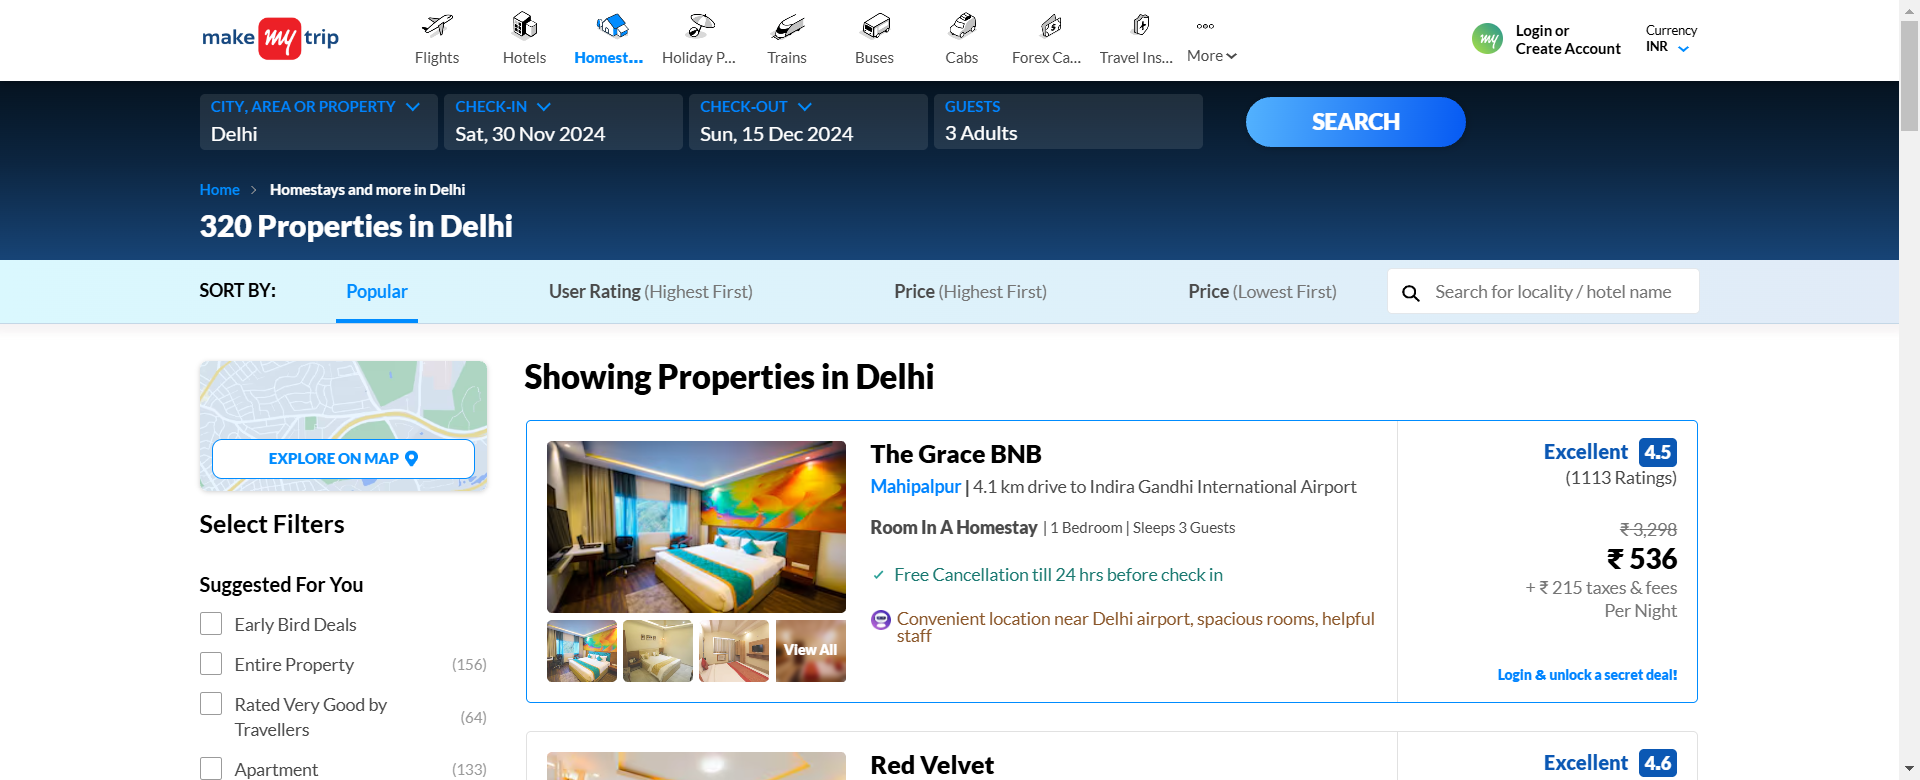 make my trip
Flights
Hotels
Homest...
Holiday P...
Trains
Buses
Cabs
Forex Ca...
Travel Ins...
More
my
Login or
Create Account
Currency
INR
CITY, AREA OR PROPERTY
Delhi
CHECK-IN
Sat, 30 Nov 2024
CHECK-OUT
Sun, 15 Dec 2024
GUESTS
3 Adults
SEARCH
Home > Homestays and more in Delhi
320 Properties in Delhi
SORT BY:
Popular
User Rating (Highest First)
Price (Highest First)
Price (Lowest First)
Search for locality / hotel name
EXPLORE ON MAP
Select Filters
Suggested For You
Early Bird Deals
Entire Property (156)
Rated Very Good by
Travellers
(64)
Apartment (133)
Showing Properties in Delhi
View All
The Grace BNB
Mahipalpur | 4.1 km drive to Indira Gandhi International Airport
Room In A Homestay | 1 Bedroom | Sleeps 3 Guests
✓ Free Cancellation till 24 hrs before check in
Convenient location near Delhi airport, spacious rooms, helpful
staff
Excellent 4.5
(1113 Ratings)
₹ 3,298
₹ 536
+ ₹ 215 taxes & fees
Per Night
Login & unlock a secret deal!
Red Velvet
Excellent 4.6